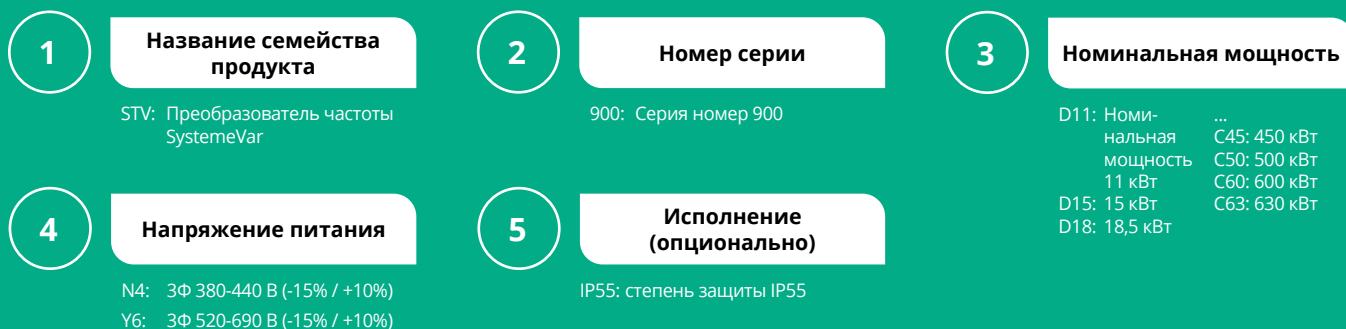 1
Название семейства
продукта
STV: Преобразователь частоты
SystemeVar
2
Номер серии
900: Серия номер 900
3
Номинальная мощность
D11: Номи-
нальная
мощность
11 кВт
D15: 15 кВт
D18: 18,5 кВт
...
C45: 450 кВт
C50: 500 кВт
C60: 600 кВт
C63: 630 кВт
4
Напряжение питания
N4: 3Ф 380-440 В (-15% / +10%)
Y6: 3Ф 520-690 В (-15% / +10%)
5
Исполнение
(опционально)
IP55: степень защиты IP55